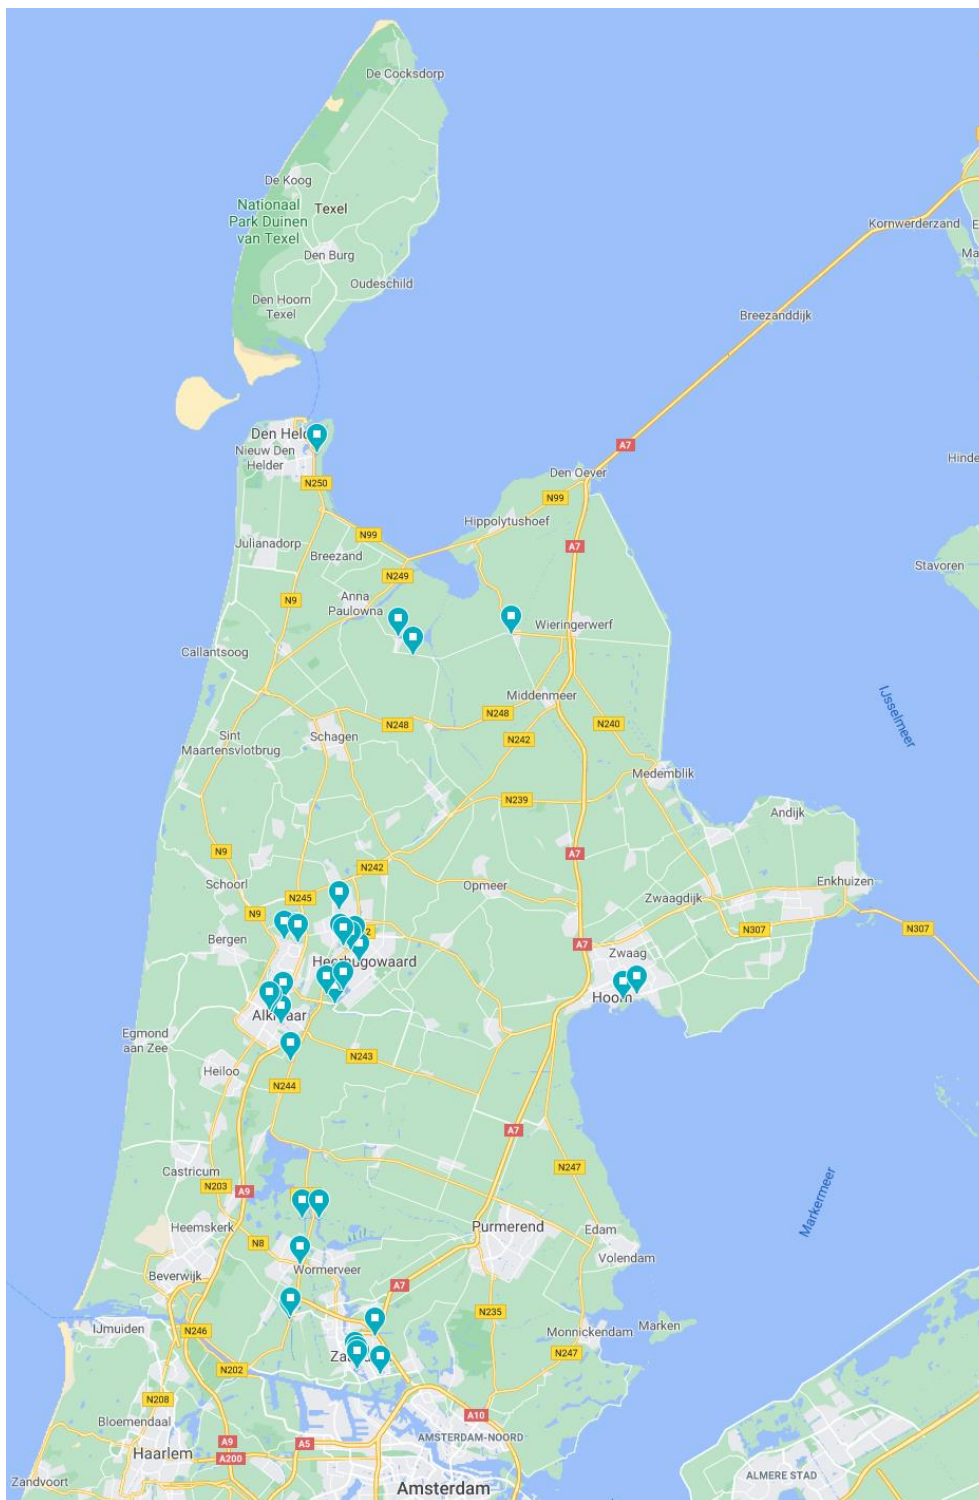 De Cocksdorp
De Koog
Nationaal
Park Duinen
van Texel
Texel
Kornwerderzand
Den Burg
Oudeschild
Den Hoorn
Texel
Breezanddijk
Den Held
Nieuw Den
Helder
A7
Den Oever
N250
N99
Hippolytushoef
Julianadorp
N99
Breezand
A7
N249
Stavoren
N9
Anna
Paulowna
Wieringerwerf
Callantsoog
Middenmeer
IJsselmeer
N248
N248
N240
Sint
Maartensvlotbrug
Schagen
N242
Medemblik
N239
Andijk
N9
A7
N242
Schoorl
Opmeer
Enkhuizen
N245
Zwaagdijk
N9
N307
N307
Bergen
A7
Zwaag
Heerhugowaard
Hoorn
Alkmaar
Egmond
aan Zee
N243
Heiloo
N244
A7
Castricum
N247
N203
A9
Markermeer
Heemskerk
Purmerend
Edam
N8
Volendam
Wormerveer
Beverwijk
A7
N235
Marken
IJmuiden
N246
Monnickendam
N247
N202
N208
A10
Bloemendaal
A9
A5
AMSTERDAM-NOORD
Haarlem
A200
ALMERE STAD
Zandvoort
Amsterdam